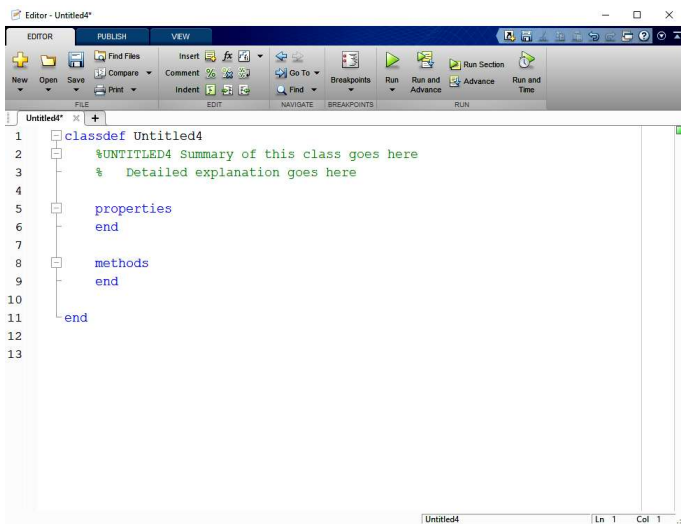 Editor - Untitled4*
EDITOR PUBLISH VIEW
New Open Save Find Files Compare Print
Insert fx
Comment % %
Indent
Go To
Find
Breakpoints
Run
Run and Advance
Run Section
Advance
Run and Time
FILE EDIT NAVIGATE BREAKPOINTS RUN
Untitled4* × +
1 classdef Untitled4
2 %UNTITLED4 Summary of this class goes here
3 % Detailed explanation goes here
4
5 properties
6 end
7
8 methods
9 end
10
11 end
12
13
Untitled4 Ln 1 Col 1